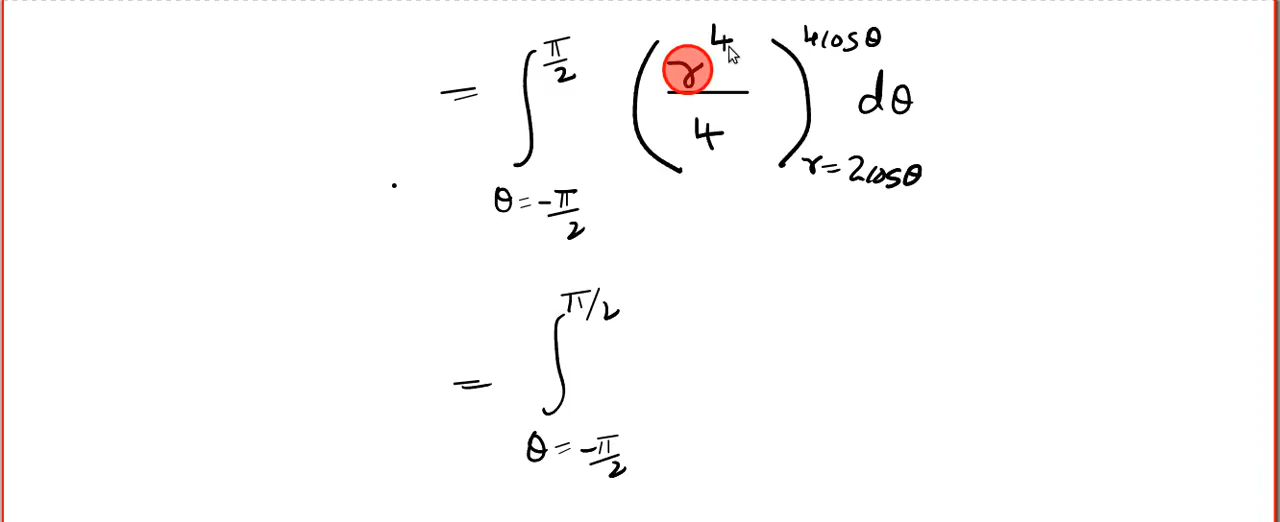 = ∫_{θ = -π/2}^{π/2} (r^4 / 4)_{r = 2cosθ}^{4cosθ} dθ
= ∫_{θ = -π/2}^{π/2}